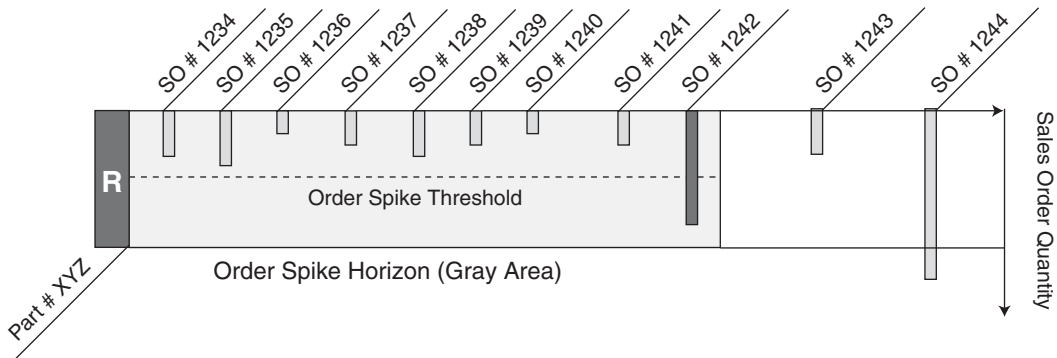 SO # 1234
SO # 1235
SO # 1236
SO # 1237
SO # 1238
SO # 1239
SO # 1240
SO # 1241
SO # 1242
SO # 1243
SO # 1244
R
Order Spike Threshold
Order Spike Horizon (Gray Area)
Part # XYZ
Sales Order Quantity